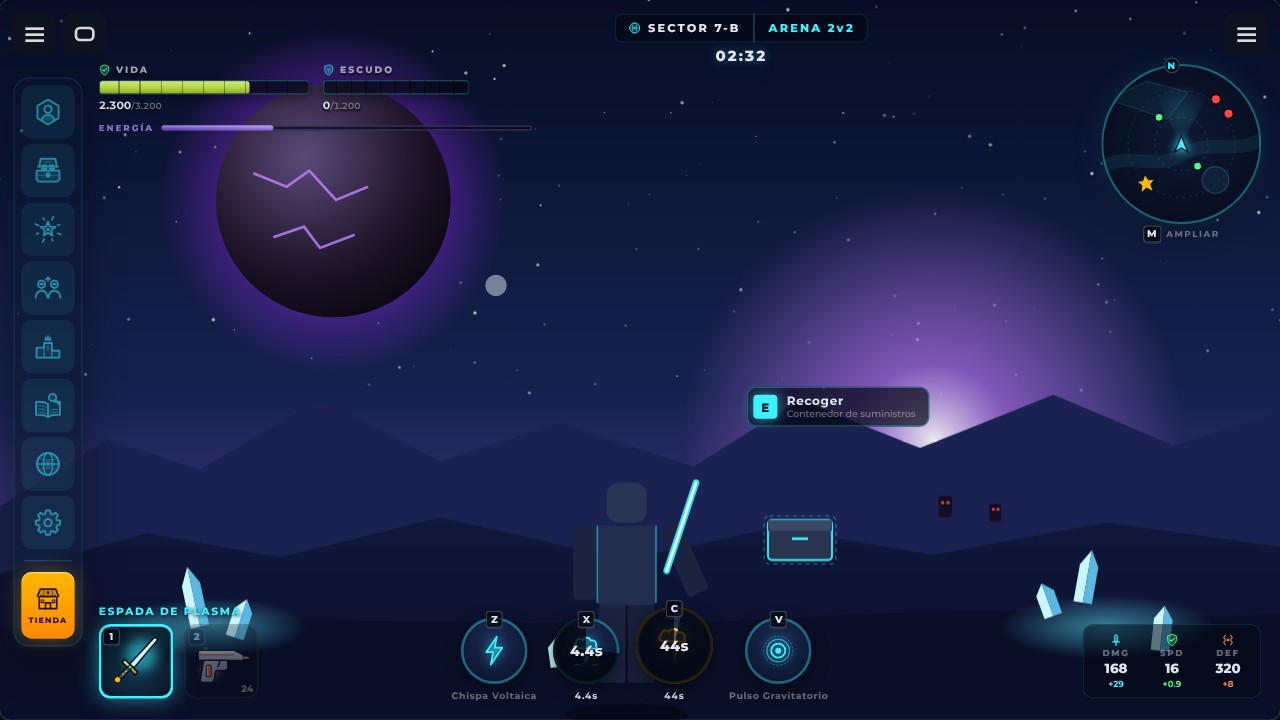 SECTOR 7-B ARENA 2v2
02:32
VIDA ESCUDO
2.300/3.200 0/1.200
ENERGÍA
N
M AMPLIAR
E Recoger
Contenedor de suministros
TIENDA
ESPADA DE PLASMA
1 2
24
Z X C V
4.4s 44s
Chispa Voltaica 4.4s 44s Pulso Gravitatorio
DMG SPD DEF
168 16 320
+29 +0.9 +8